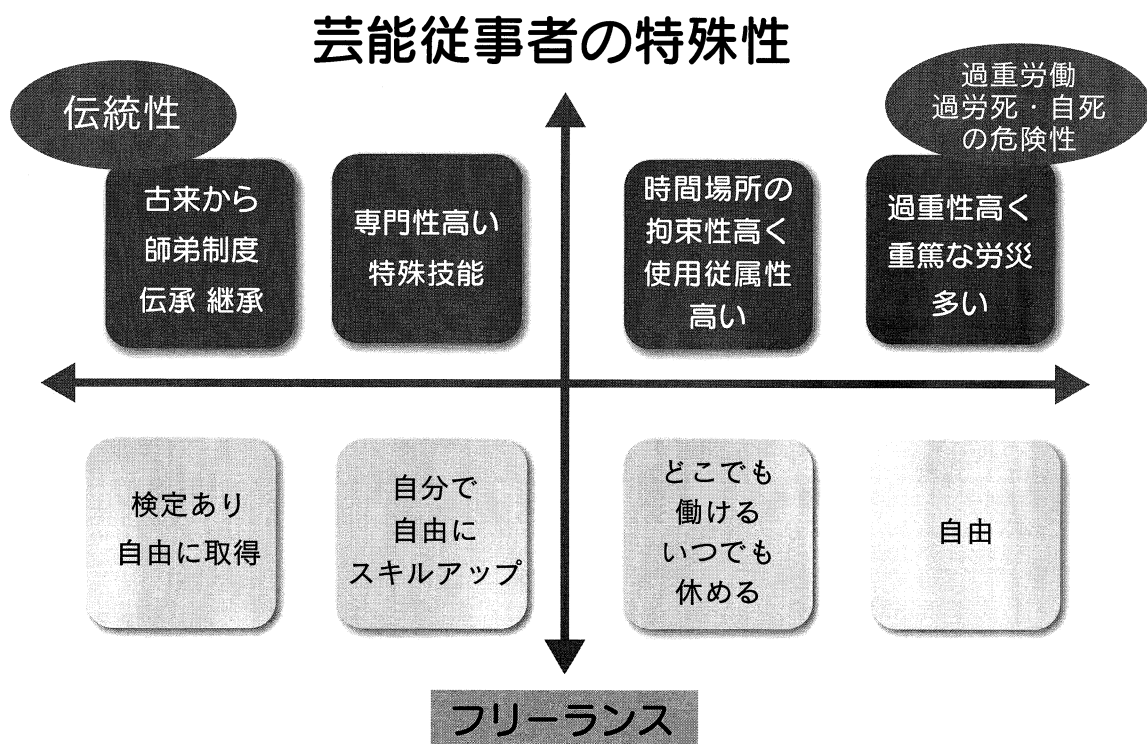 芸能従事者の特殊性
伝統性
過重労働
過労死・自死
の危険性
古来から
師弟制度
伝承 継承
専門性高い
特殊技能
時間場所の
拘束性高く
使用従属性
高い
過重性高く
重篤な労災
多い
検定あり
自由に取得
自分で
自由に
スキルアップ
どこでも
働ける
いつでも
休める
自由
フリーランス